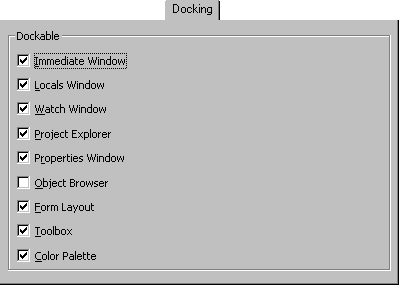 Docking
Dockable
Immediate Window
Locals Window
Watch Window
Project Explorer
Properties Window
Object Browser
Form Layout
Toolbox
Color Palette